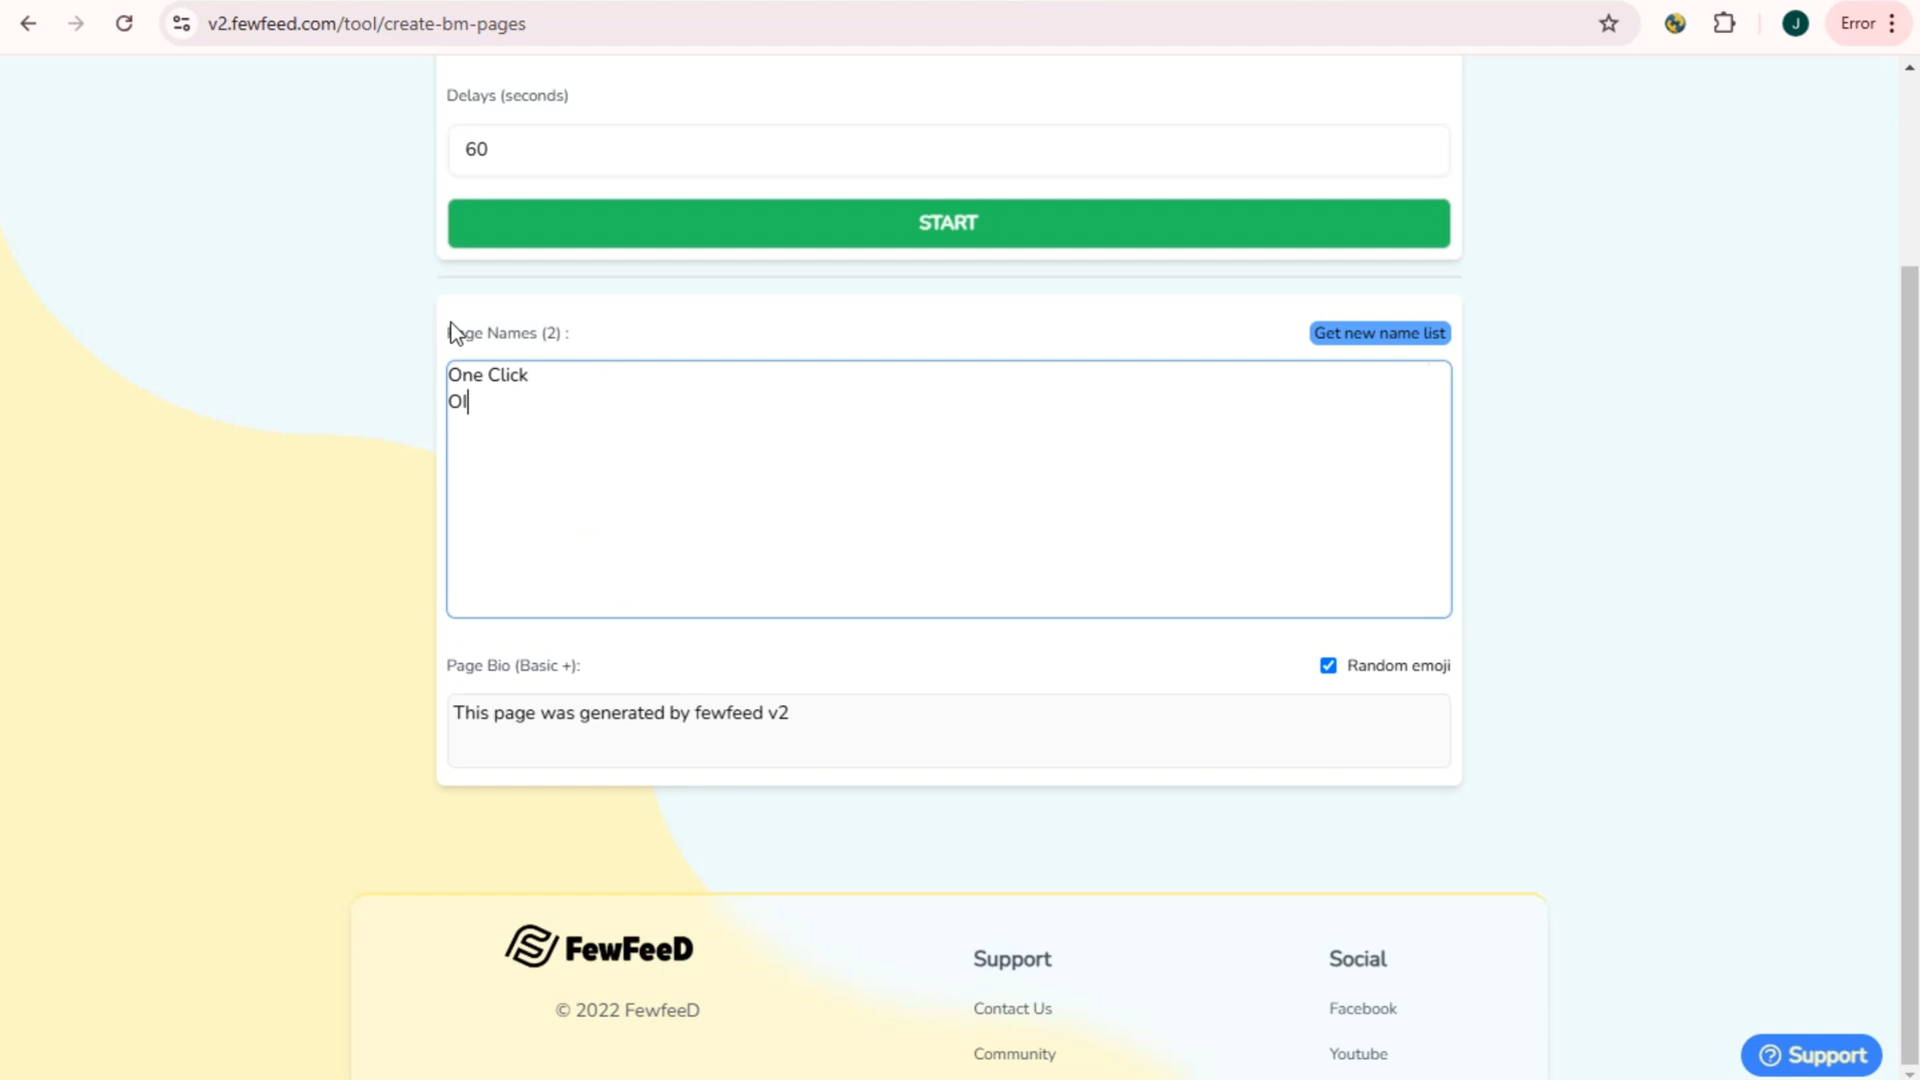 v2.fewfeed.com/tool/create-bm-pages
J
Error
Delays (seconds)
60
START
Page Names (2) :
Get new name list
One Click
Ol
Page Bio (Basic +):
Random emoji
This page was generated by fewfeed v2
FewFeeD
Support
Social
© 2022 FewfeeD
Contact Us
Facebook
Community
Youtube
Support